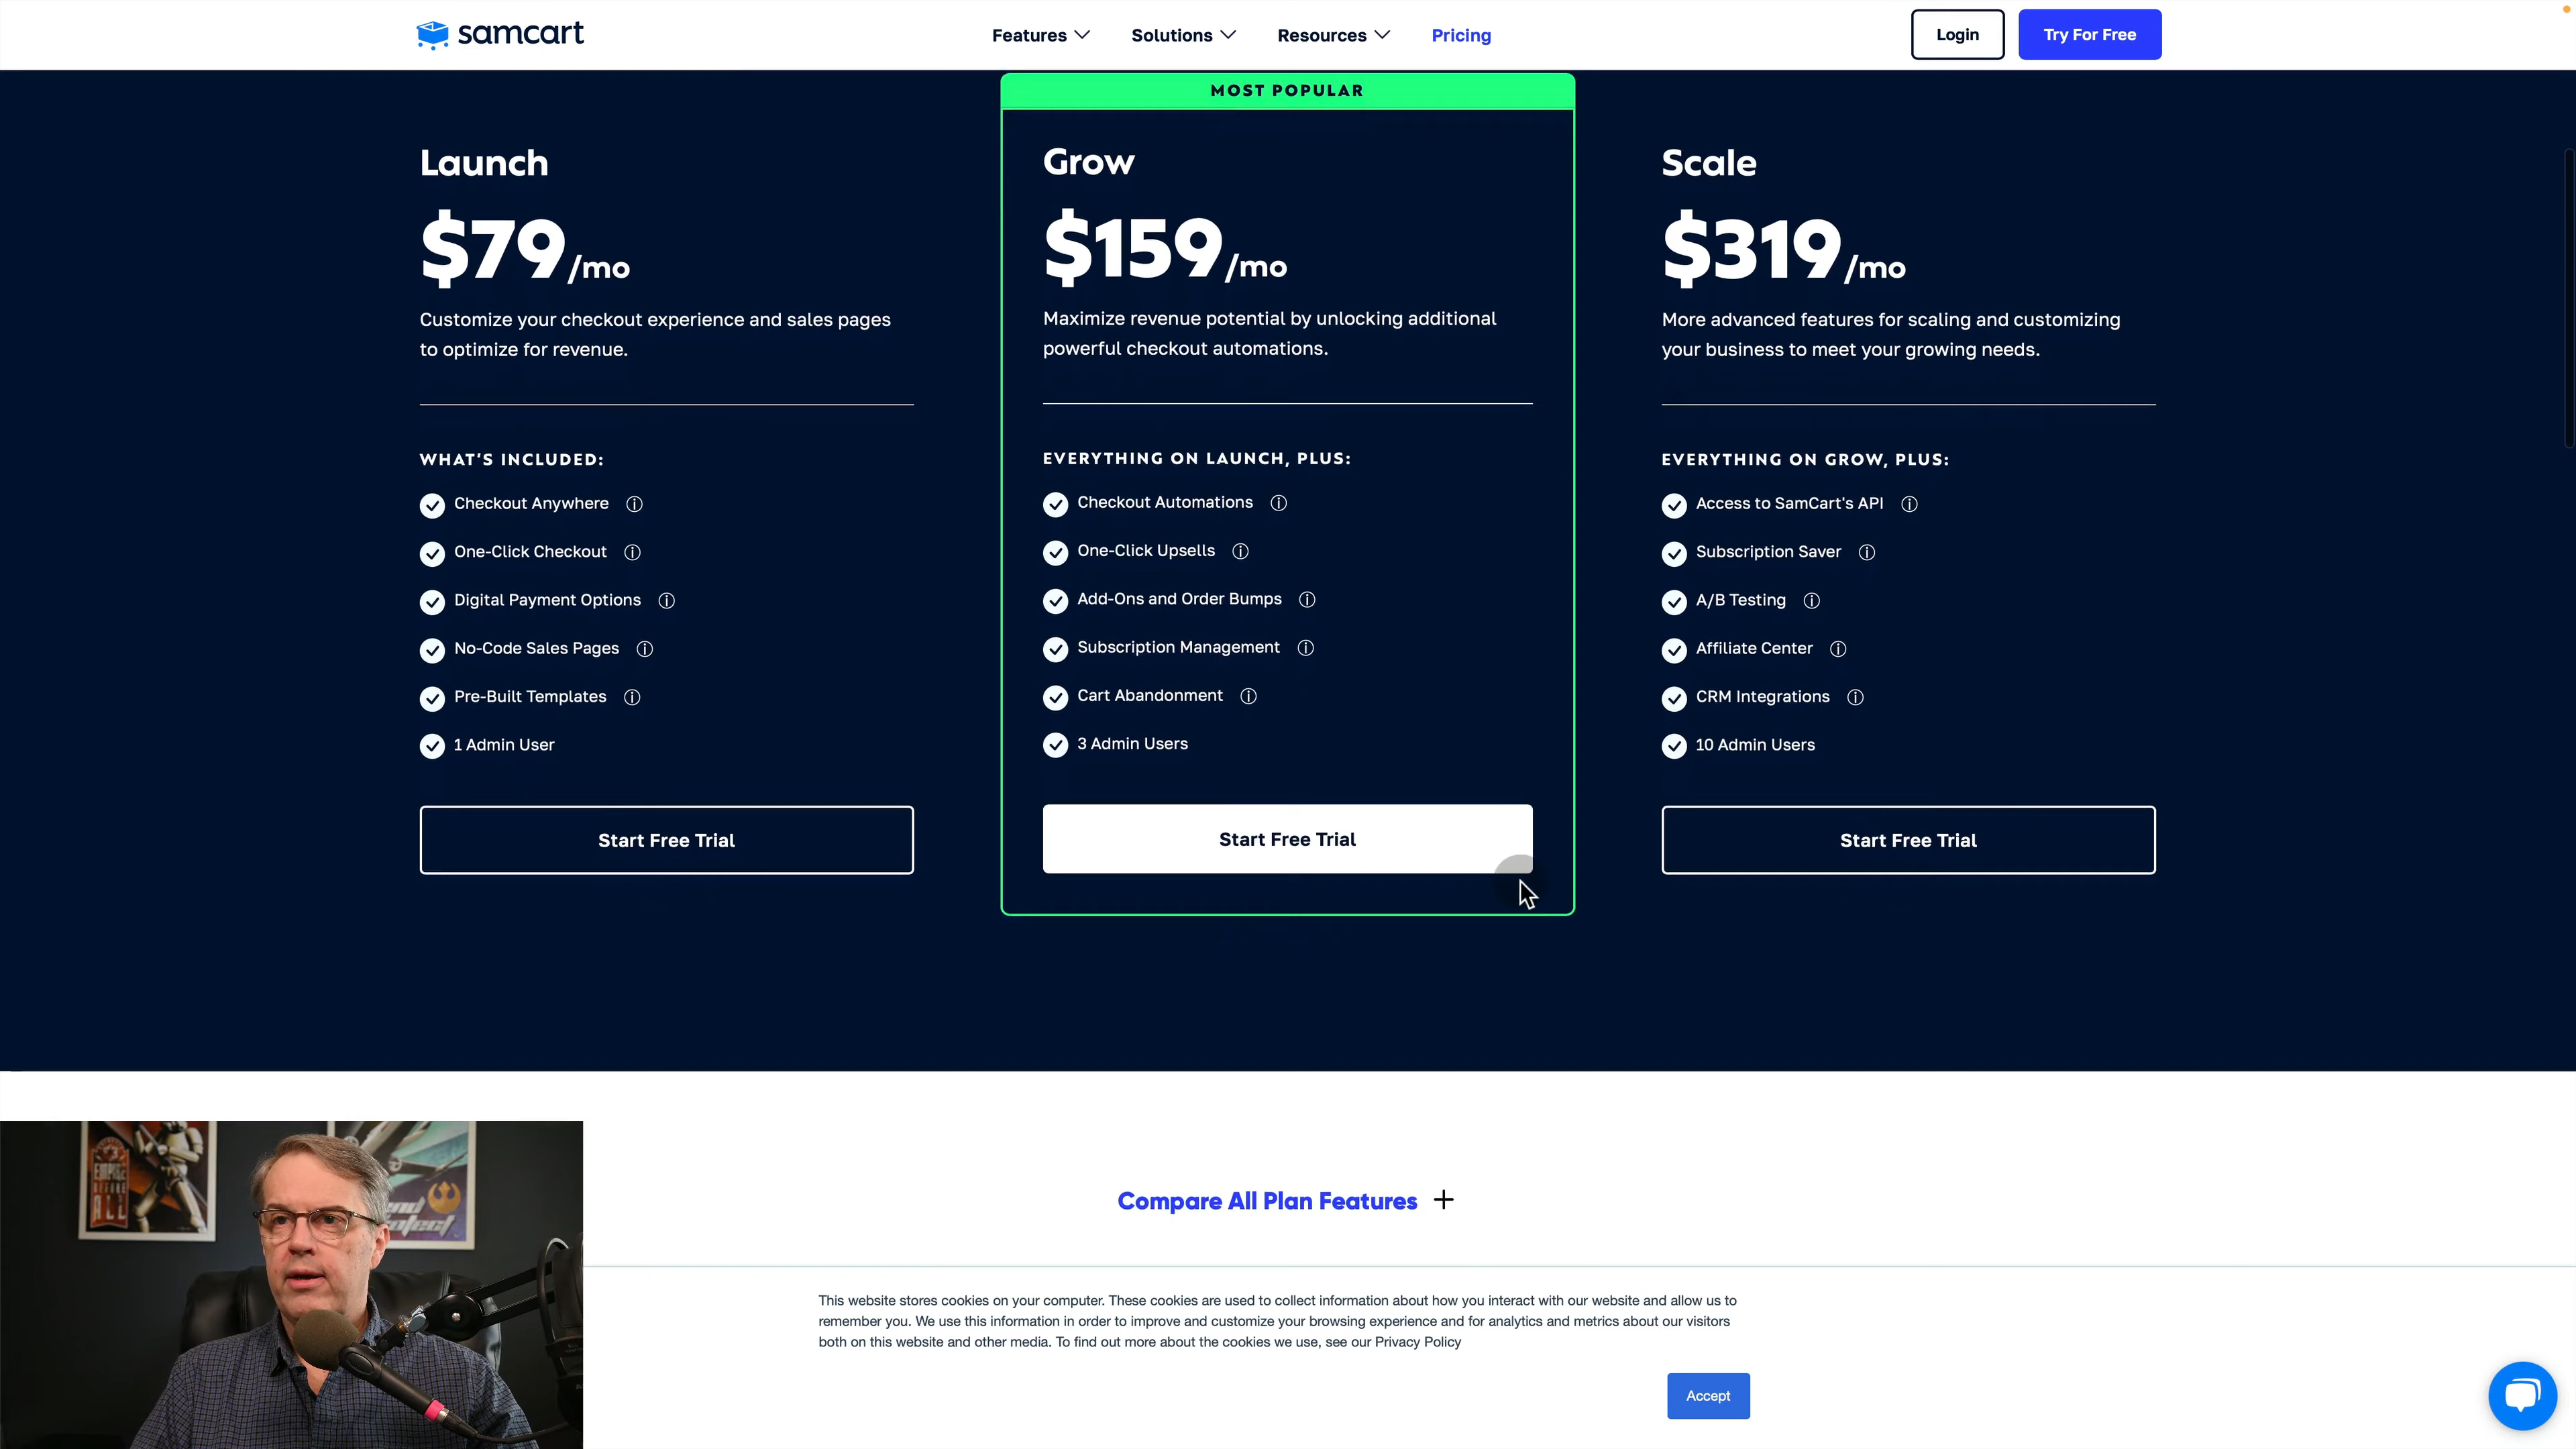 samcart
Features
Solutions
Resources
Pricing
Login
Try For Free
MOST POPULAR
Launch
$79/mo
Customize your checkout experience and sales pages
to optimize for revenue.
WHAT'S INCLUDED:
Checkout Anywhere
One-Click Checkout
Digital Payment Options
No-Code Sales Pages
Pre-Built Templates
1 Admin User
Start Free Trial
Grow
$159/mo
Maximize revenue potential by unlocking additional
powerful checkout automations.
EVERYTHING ON LAUNCH, PLUS:
Checkout Automations
One-Click Upsells
Add-Ons and Order Bumps
Subscription Management
Cart Abandonment
3 Admin Users
Start Free Trial
Scale
$319/mo
More advanced features for scaling and customizing
your business to meet your growing needs.
EVERYTHING ON GROW, PLUS:
Access to SamCart's API
Subscription Saver
A/B Testing
Affiliate Center
CRM Integrations
10 Admin Users
Start Free Trial
Compare All Plan Features +
EMPIRE
ALL
This website stores cookies on your computer. These cookies are used to collect information about how you interact with our website and allow us to
remember you. We use this information in order to improve and customize your browsing experience and for analytics and metrics about our visitors
both on this website and other media. To find out more about the cookies we use, see our Privacy Policy
Accept